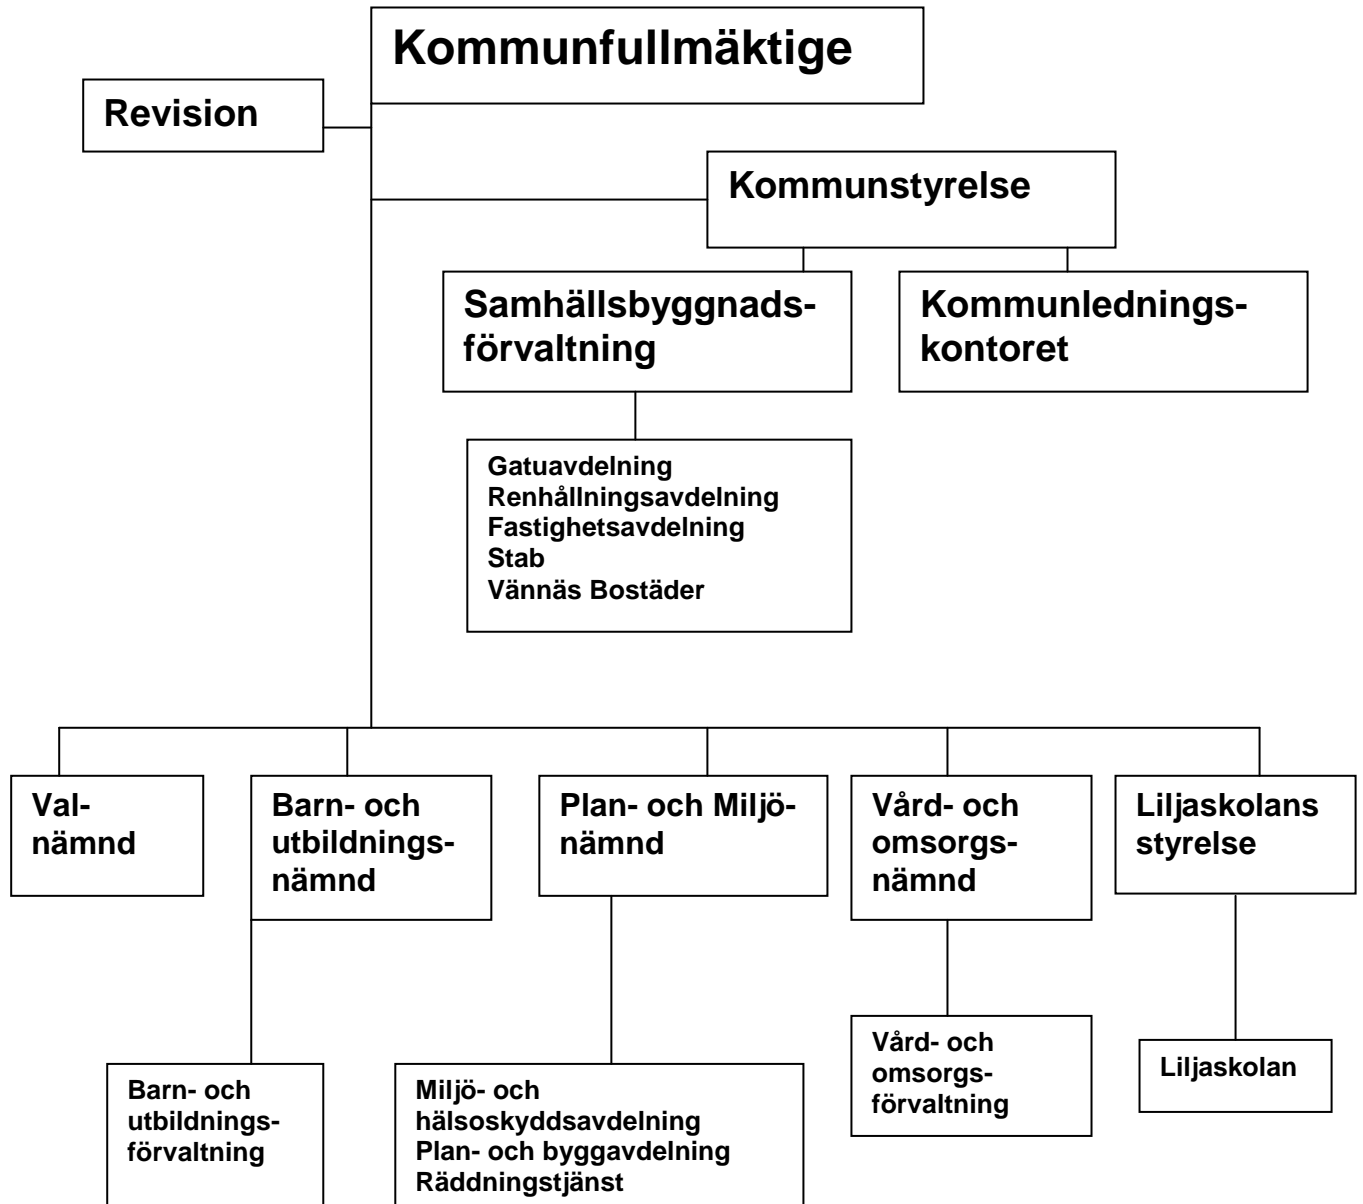 Kommunfullmäktige
Revision
Kommunstyrelse
Samhällsbyggnads-
förvaltning
Kommunlednings-
kontoret
Gatuavdelning
Renhållningsavdelning
Fastighetsavdelning
Stab
Vännäs Bostäder
Val-
nämnd
Barn- och
utbildnings-
nämnd
Plan- och Miljö-
nämnd
Vård- och
omsorgs-
nämnd
Liljaskolans
styrelse
Barn- och
utbildnings-
förvaltning
Miljö- och
hälsoskyddsavdelning
Plan- och byggavdelning
Räddningstjänst
Vård- och
omsorgs-
förvaltning
Liljaskolan